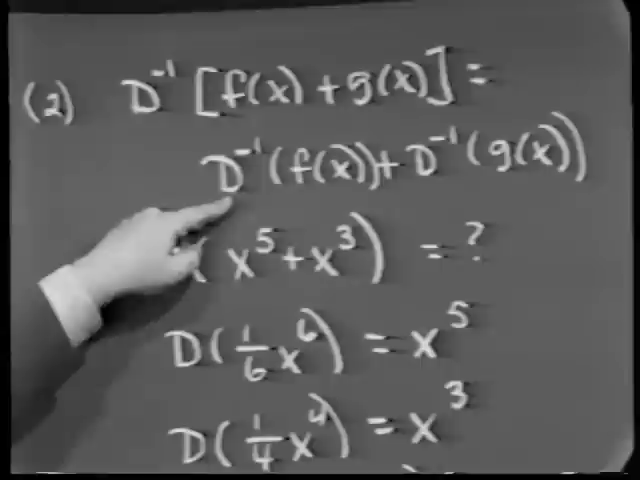 (2) D⁻¹ [f(x) + g(x)] =
D⁻¹(f(x)) + D⁻¹(g(x))
(x⁵ + x³) = ?
D(1/6 x⁶) = x⁵
D(1/4 x⁴) = x³